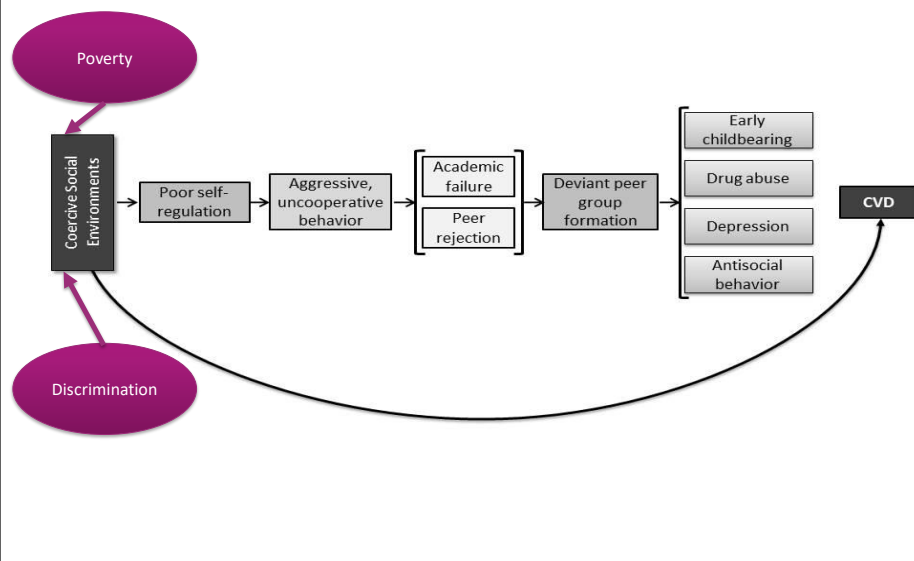 Poverty
Coercive Social
Environments
Poor self-
regulation
Aggressive,
uncooperative
behavior
Academic
failure
Peer
rejection
Deviant peer
group
formation
Early
childbearing
Drug abuse
Depression
Antisocial
behavior
CVD
Discrimination